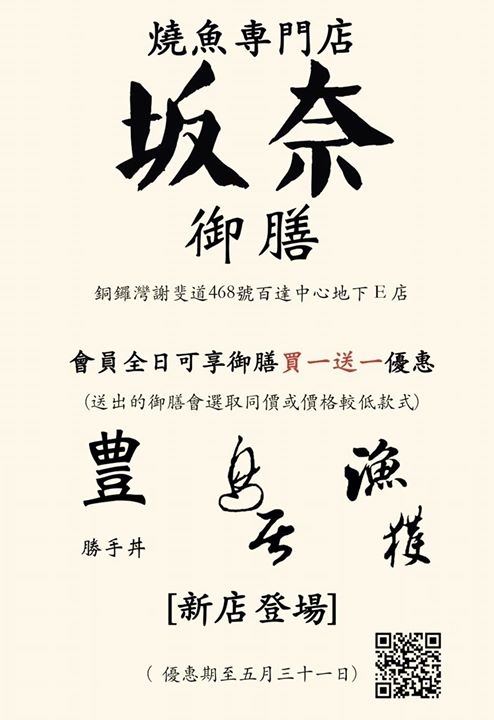 燒魚專門店
坂奈
御膳
銅鑼灣謝斐道468號百達中心地下E店
會員全日可享御膳買一送一優惠
(送出的御膳會選取同價或價格較低款式)
豊
勝手丼
鳥居
漁獲
[新店登場]
( 優惠期至五月三十一日)